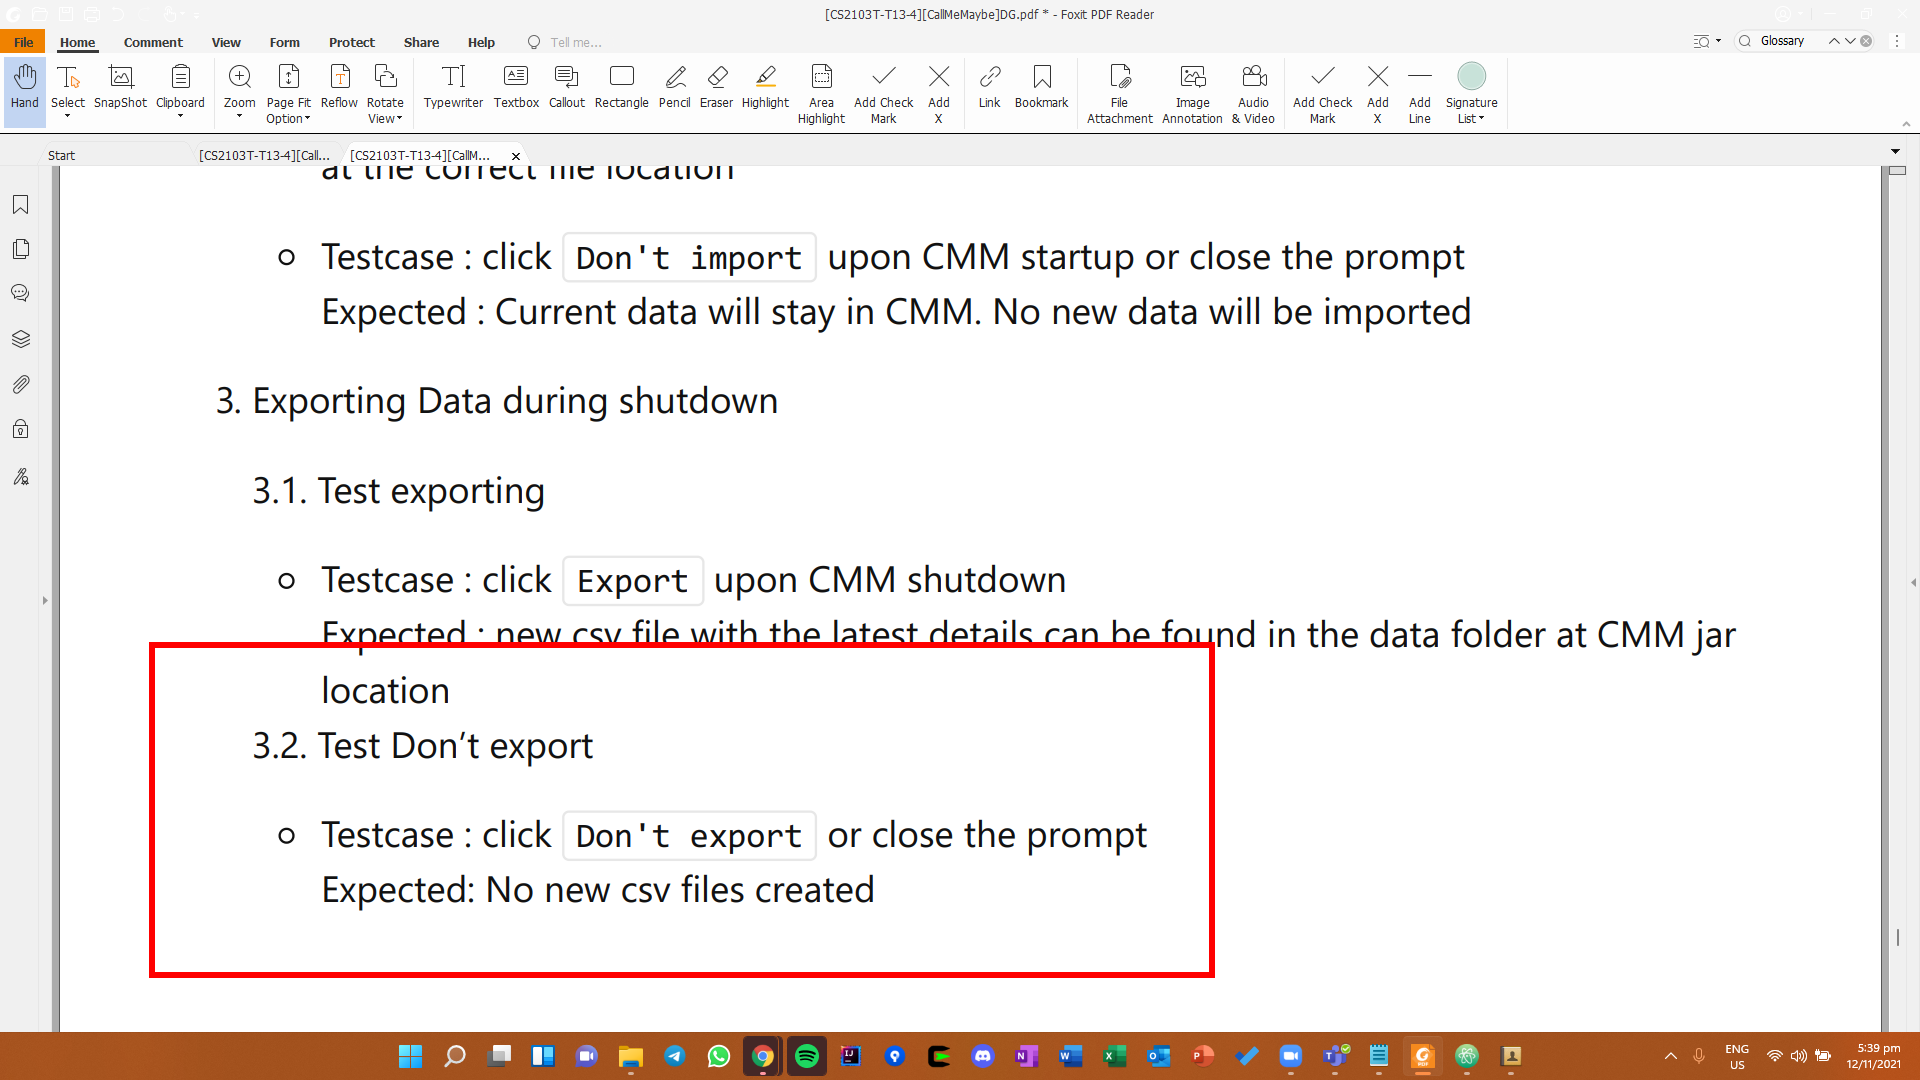 [CS2103T-T13-4][CallMeMaybe]DG.pdf * - Foxit PDF Reader
File Home Comment View Form Protect Share Help Tell me... Glossary
Hand Select SnapShot Clipboard Zoom Page Fit Option Reflow Rotate View Typewriter Textbox Callout Rectangle Pencil Eraser Highlight Area Highlight Add Check Mark Add X Link Bookmark File Attachment Image Annotation Audio & Video Add Check Mark Add X Add Line Signature List
Start [CS2103T-T13-4][Call... [CS2103T-T13-4][CallM...
at the correct file location
Testcase : click Don't import upon CMM startup or close the prompt
Expected : Current data will stay in CMM. No new data will be imported
3. Exporting Data during shutdown
3.1. Test exporting
Testcase : click Export upon CMM shutdown
Expected : new csv file with the latest details can be found in the data folder at CMM jar
location
3.2. Test Don’t export
Testcase : click Don't export or close the prompt
Expected: No new csv files created
ENG
US
5:39 pm
12/11/2021